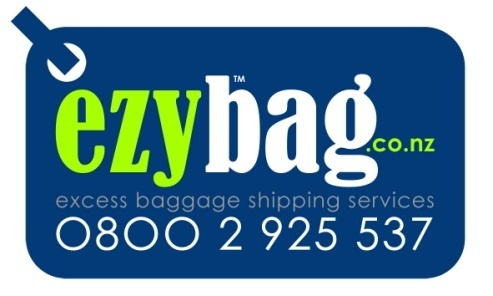 ezybag™.co.nz
excess baggage shipping services
0800 2 925 537